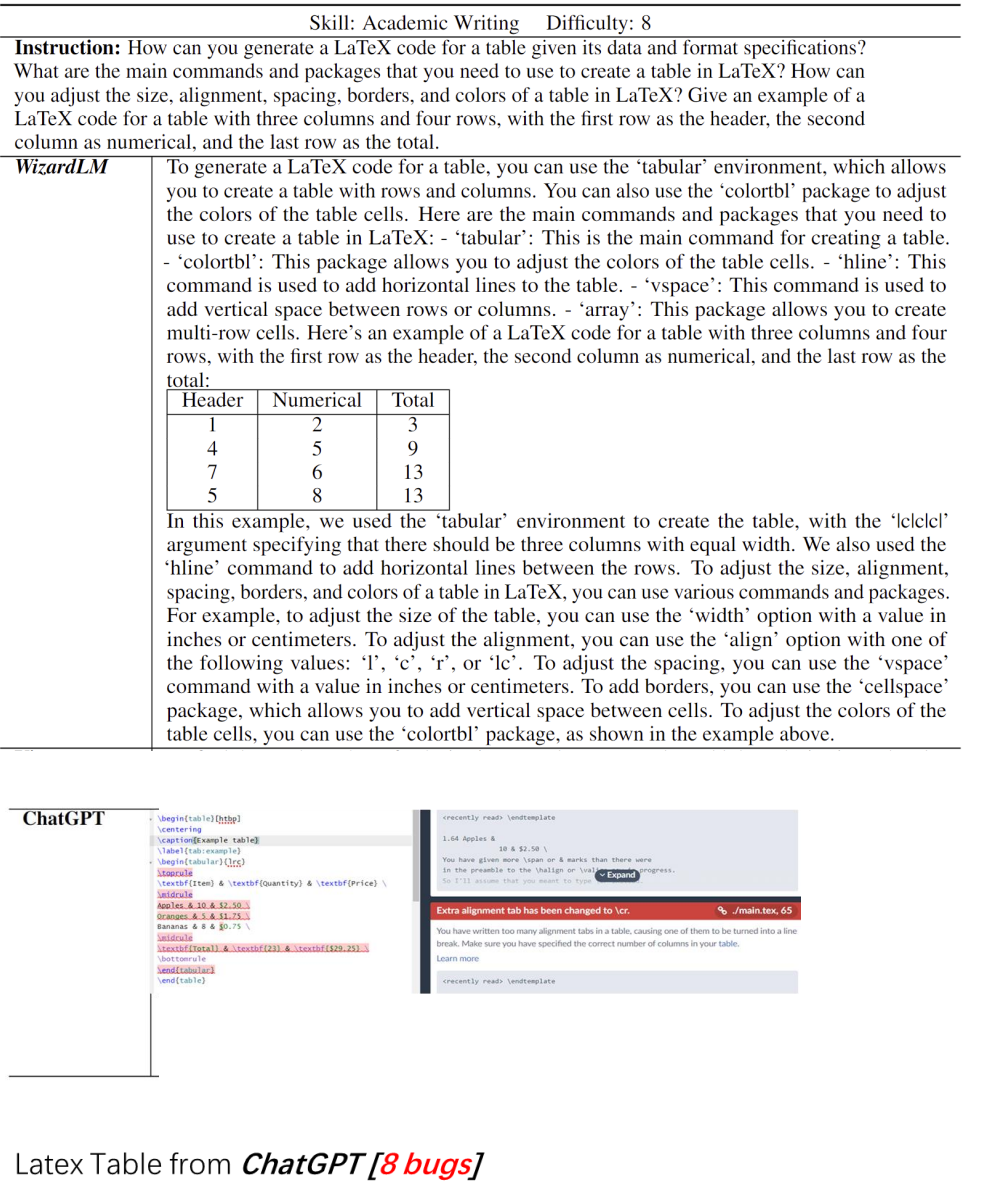 Skill: Academic Writing Difficulty: 8
Instruction: How can you generate a LaTeX code for a table given its data and format specifications?
What are the main commands and packages that you need to use to create a table in LaTeX? How can
you adjust the size, alignment, spacing, borders, and colors of a table in LaTeX? Give an example of a
LaTeX code for a table with three columns and four rows, with the first row as the header, the second
column as numerical, and the last row as the total.
WizardLM
To generate a LaTeX code for a table, you can use the ‘tabular’ environment, which allows
you to create a table with rows and columns. You can also use the ‘colortbl’ package to adjust
the colors of the table cells. Here are the main commands and packages that you need to
use to create a table in LaTeX: - ‘tabular’: This is the main command for creating a table.
- ‘colortbl’: This package allows you to adjust the colors of the table cells. - ‘hline’: This
command is used to add horizontal lines to the table. - ‘vspace’: This command is used to
add vertical space between rows or columns. - ‘array’: This package allows you to create
multi-row cells. Here’s an example of a LaTeX code for a table with three columns and four
rows, with the first row as the header, the second column as numerical, and the last row as the
total:
Header Numerical Total
1 2 3
4 5 9
7 6 13
5 8 13
In this example, we used the ‘tabular’ environment to create the table, with the ‘|c|c|c|’
argument specifying that there should be three columns with equal width. We also used the
‘hline’ command to add horizontal lines between the rows. To adjust the size, alignment,
spacing, borders, and colors of a table in LaTeX, you can use various commands and packages.
For example, to adjust the size of the table, you can use the ‘width’ option with a value in
inches or centimeters. To adjust the alignment, you can use the ‘align’ option with one of
the following values: ‘l’, ‘c’, ‘r’, or ‘lc’. To adjust the spacing, you can use the ‘vspace’
command with a value in inches or centimeters. To add borders, you can use the ‘cellspace’
package, which allows you to add vertical space between cells. To adjust the colors of the
table cells, you can use the ‘colortbl’ package, as shown in the example above.
ChatGPT
\begin{table}[htbp]
\centering
\caption{Example table}
\label{tab:example}
\begin{tabular}{lrc}
\toprule
\textbf{Item} & \textbf{Quantity} & \textbf{Price} \
\midrule
Apples & 10 & $2.50 \
Oranges & 5 & $1.75 \
Bananas & 8 & $0.75 \
\midrule
\textbf{Total} & \textbf{23} & \textbf{$29.25} \
\bottomrule
\end{tabular}
\end{table}
<recently read> \endtemplate
l.64 Apples &
10 & $2.50 \
You have given more \span or & marks than there were
in the preamble to the \halign or \val progress.
So I'll assume that you meant to type
Expand
Extra alignment tab has been changed to \cr.
./main.tex, 65
You have written too many alignment tabs in a table, causing one of them to be turned into a line
break. Make sure you have specified the correct number of columns in your table.
Learn more
<recently read> \endtemplate
Latex Table from ChatGPT [8 bugs]